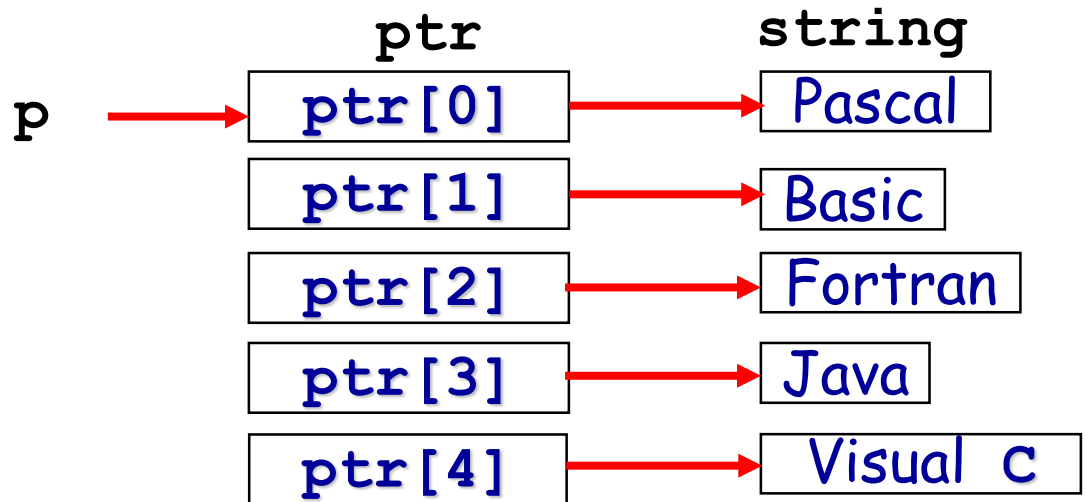 ptr string
p ptr[0] Pascal
ptr[1] Basic
ptr[2] Fortran
ptr[3] Java
ptr[4] Visual C